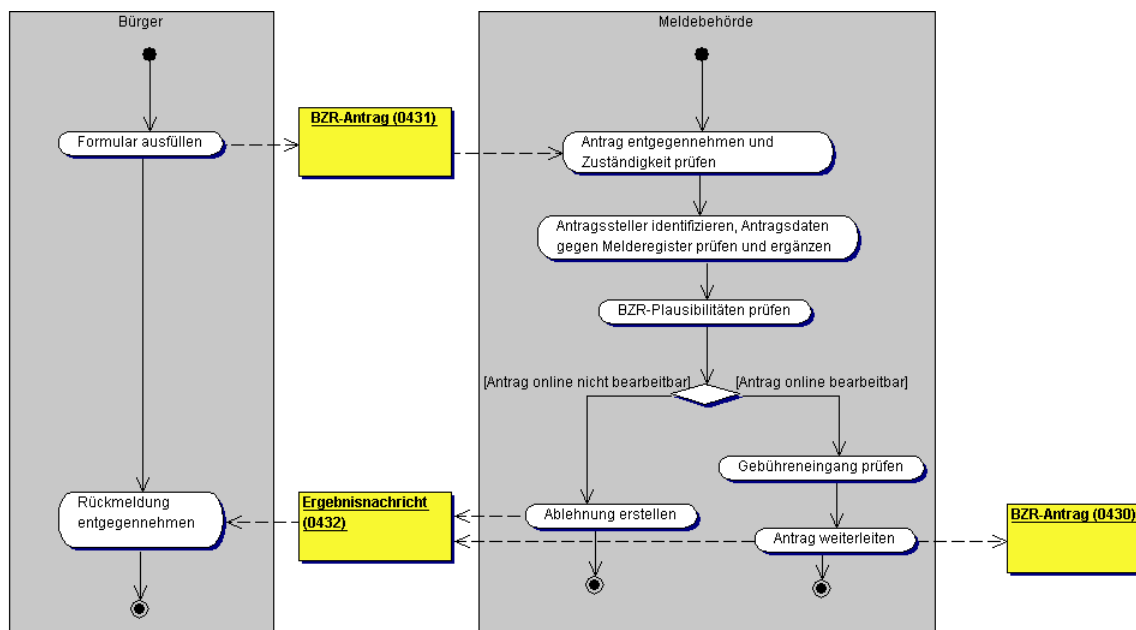 Bürger
Meldebehörde
BZR-Antrag (0431)
Formular ausfüllen
Antrag entgegennehmen und
Zuständigkeit prüfen
Antragssteller identifizieren, Antragsdaten
gegen Melderegister prüfen und ergänzen
BZR-Plausibilitäten prüfen
[Antrag online nicht bearbeitbar]
[Antrag online bearbeitbar]
Gebühreneingang prüfen
Rückmeldung
entgegennehmen
Ergebnisnachricht
(0432)
Ablehnung erstellen
Antrag weiterleiten
BZR-Antrag (0430)